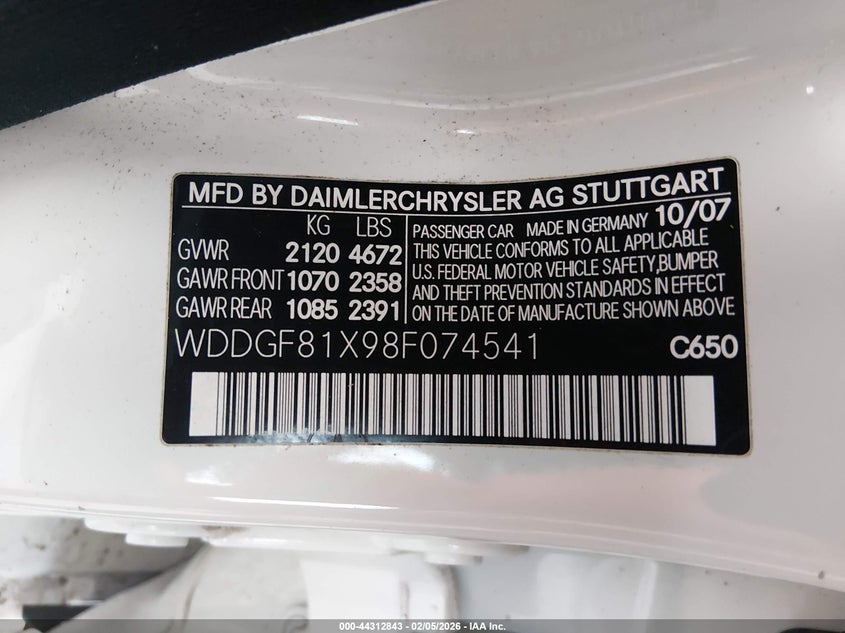 MFD BY DAIMLERCHRYSLER AG STUTTGART
KG LBS
GVWR 2120 4672
GAWR FRONT 1070 2358
GAWR REAR 1085 2391
PASSENGER CAR MADE IN GERMANY 10/07
THIS VEHICLE CONFORMS TO ALL APPLICABLE
U.S. FEDERAL MOTOR VEHICLE SAFETY,BUMPER
AND THEFT PREVENTION STANDARDS IN EFFECT
ON THE DATE OF MANUFACTURE SHOWN ABOVE
WDDGF81X98F074541 C650
000-44312843 - 02/05/2026 - IAA Inc.